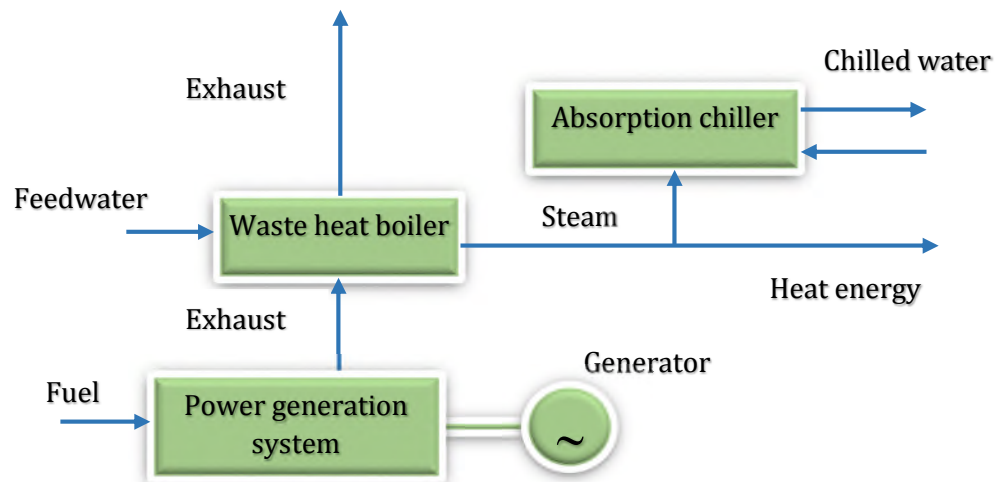 Exhaust
Chilled water
Absorption chiller
Feedwater
Waste heat boiler
Steam
Heat energy
Exhaust
Generator
Fuel
Power generation
system
~